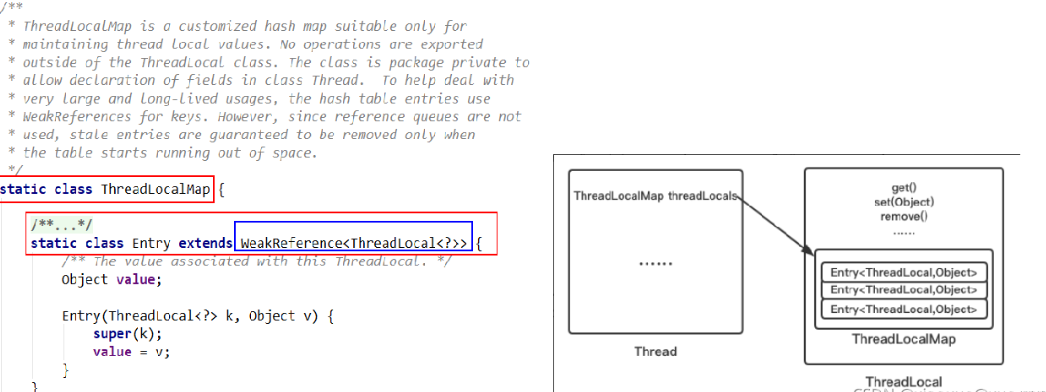 /**
 * ThreadLocalMap is a customized hash map suitable only for
 * maintaining thread local values. No operations are exported
 * outside of the ThreadLocal class. The class is package private to
 * allow declaration of fields in class Thread.  To help deal with
 * very large and long-lived usages, the hash table entries use
 * WeakReferences for keys. However, since reference queues are not
 * used, stale entries are guaranteed to be removed only when
 * the table starts running out of space.
 */
static class ThreadLocalMap {
/**...*/
static class Entry extends WeakReference<ThreadLocal<?>> {
/** The value associated with this ThreadLocal. */
Object value;
Entry(ThreadLocal<?> k, Object v) {
super(k);
value = v;
}
}
ThreadLocalMap threadLocals
......
Thread
get()
set(Object)
remove()
......
Entry<ThreadLocal,Object>
Entry<ThreadLocal,Object>
Entry<ThreadLocal,Object>
ThreadLocalMap
ThreadLocal